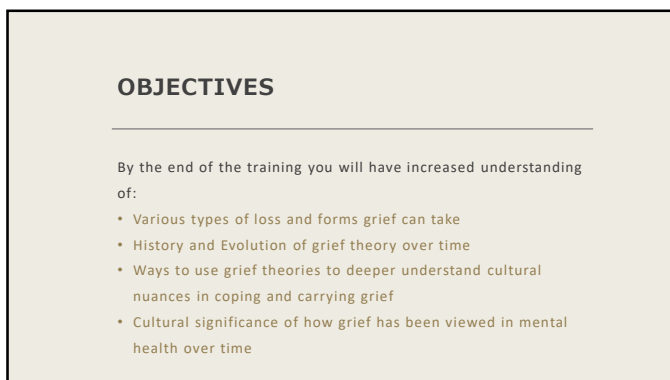 OBJECTIVES
By the end of the training you will have increased understanding
of:
• Various types of loss and forms grief can take
• History and Evolution of grief theory over time
• Ways to use grief theories to deeper understand cultural
nuances in coping and carrying grief
• Cultural significance of how grief has been viewed in mental
health over time